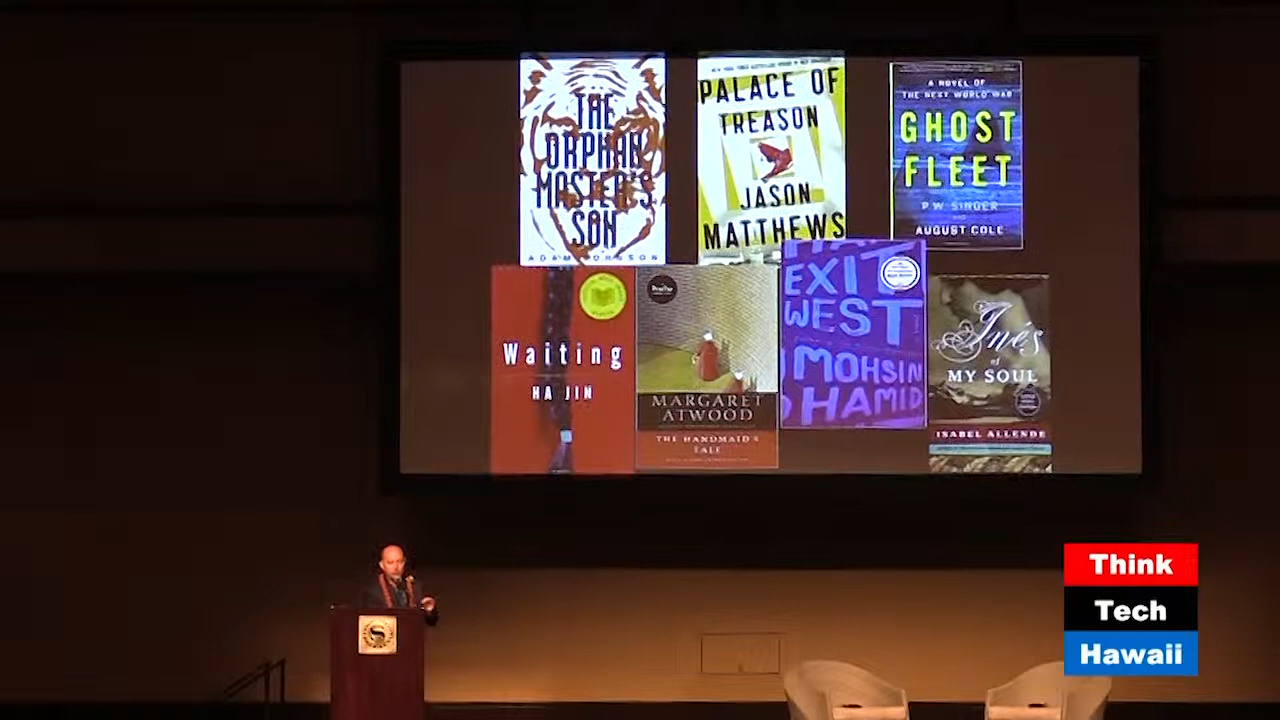 THE
ORPHAN
MASTER'S
SON
ADAM JOHNSON
PALACE OF
TREASON
JASON
MATTHEWS
A NOVEL OF
THE NEXT WORLD WAR
GHOST
FLEET
P. W. SINGER
AND
AUGUST COLE
Waiting
HA JIN
MARGARET
ATWOOD
THE HANDMAID'S
TALE
EXIT
WEST
MOHSIN
HAMID
Inés
of
MY SOUL
ISABEL ALLENDE
S
Think
Tech
Hawaii